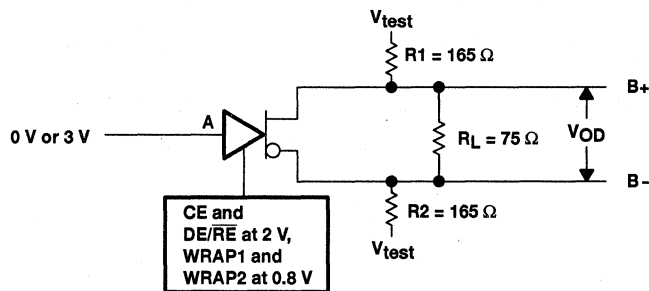 Vtest
R1 = 165 Ω
B+
A
0 V or 3 V
RL = 75 Ω
VOD
B–
CE and
DE/R̅E̅ at 2 V,
WRAP1 and
WRAP2 at 0.8 V
R2 = 165 Ω
Vtest